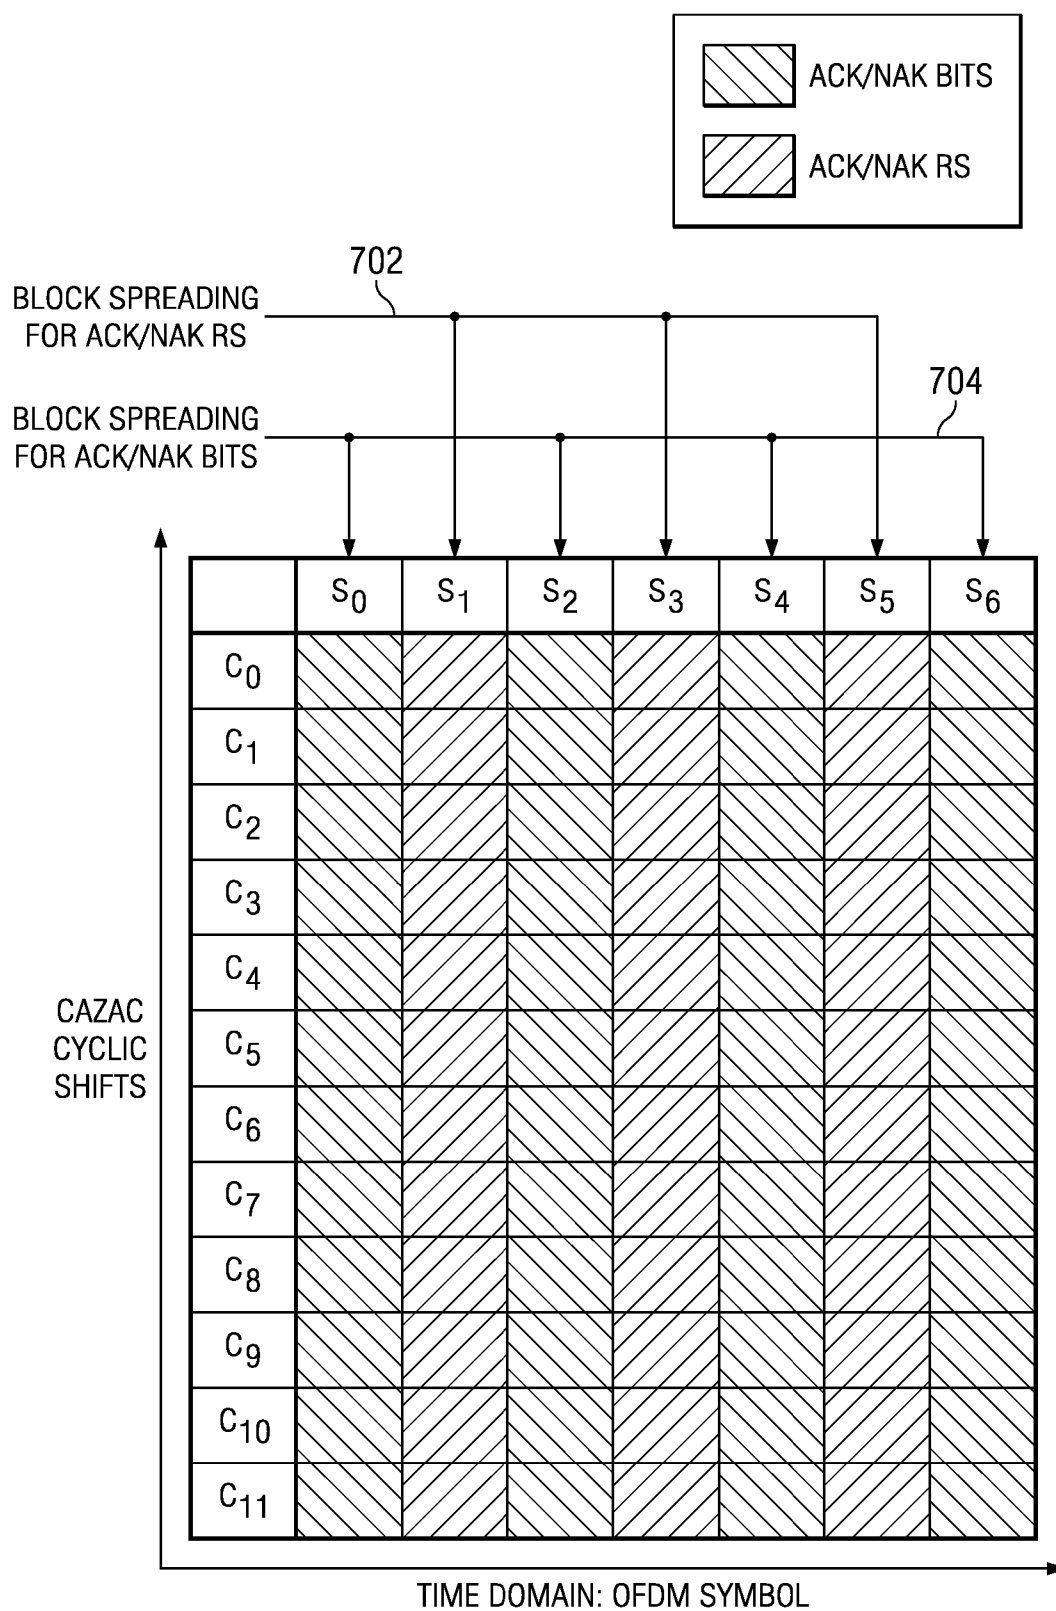 ACK/NAK BITS
ACK/NAK RS
702
BLOCK SPREADING
FOR ACK/NAK RS
704
BLOCK SPREADING
FOR ACK/NAK BITS
S0 S1 S2 S3 S4 S5 S6
C0
C1
C2
C3
C4
C5
C6
C7
C8
C9
C10
C11
CAZAC
CYCLIC
SHIFTS
TIME DOMAIN: OFDM SYMBOL